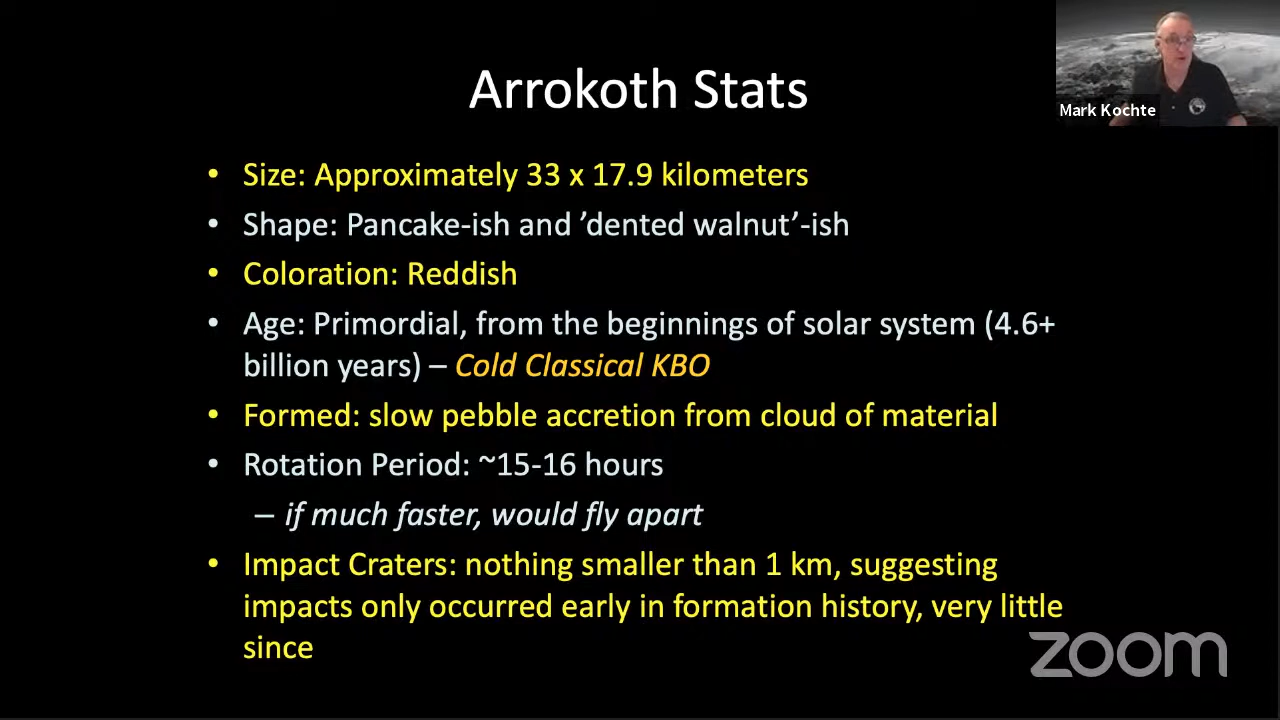 Arrokoth Stats
Mark Kochte
• Size: Approximately 33 x 17.9 kilometers
• Shape: Pancake-ish and ’dented walnut’-ish
• Coloration: Reddish
• Age: Primordial, from the beginnings of solar system (4.6+
billion years) – Cold Classical KBO
• Formed: slow pebble accretion from cloud of material
• Rotation Period: ~15-16 hours
– if much faster, would fly apart
• Impact Craters: nothing smaller than 1 km, suggesting
impacts only occurred early in formation history, very little
since
zoom